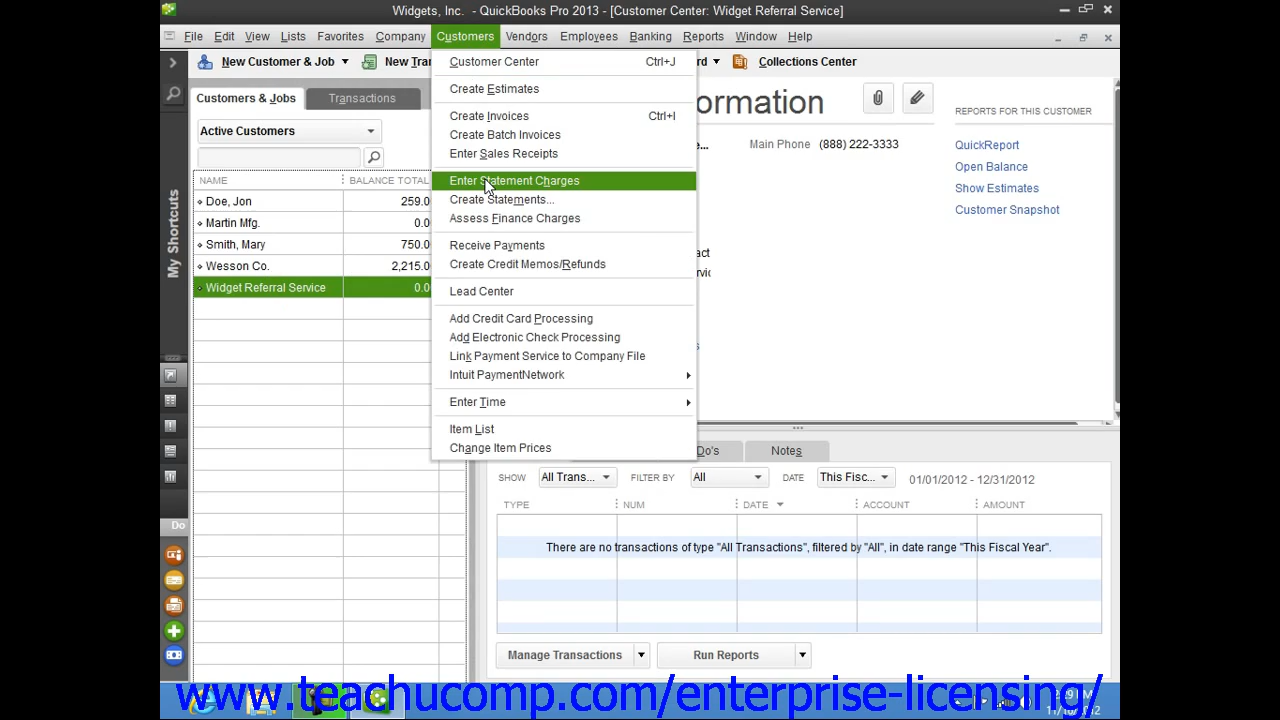 Widgets, Inc. - QuickBooks Pro 2013 - [Customer Center: Widget Referral Service]
File Edit View Lists Favorites Company Customers Vendors Employees Banking Reports Window Help
New Customer & Job
Collections Center
Customer Center Ctrl+J
Create Estimates
Create Invoices Ctrl+I
Create Batch Invoices
Enter Sales Receipts
Enter Statement Charges
Create Statements...
Assess Finance Charges
Receive Payments
Create Credit Memos/Refunds
Lead Center
Add Credit Card Processing
Add Electronic Check Processing
Link Payment Service to Company File
Intuit PaymentNetwork
Enter Time
Item List
Change Item Prices
My Shortcuts
Do
Customers & Jobs Transactions
Active Customers
NAME BALANCE TOTAL
Doe, Jon 259.0
Martin Mfg. 0.0
Smith, Mary 750.0
Wesson Co. 2,215.0
Widget Referral Service 0.0
Main Phone (888) 222-3333
REPORTS FOR THIS CUSTOMER
QuickReport
Open Balance
Show Estimates
Customer Snapshot
Notes
SHOW All Trans... FILTER BY All DATE This Fisc... 01/01/2012 - 12/31/2012
TYPE NUM DATE ACCOUNT AMOUNT
There are no transactions of type "All Transactions", filtered by "All", in date range "This Fiscal Year".
Manage Transactions Run Reports
www.teachucomp.com/enterprise-licensing/